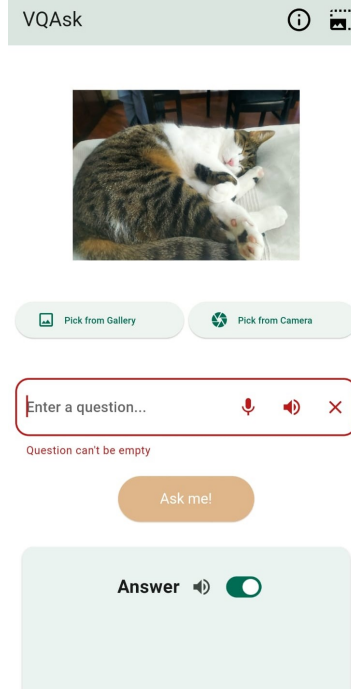 VQAsk
Pick from Gallery
Pick from Camera
Enter a question...
Question can't be empty
Ask me!
Answer